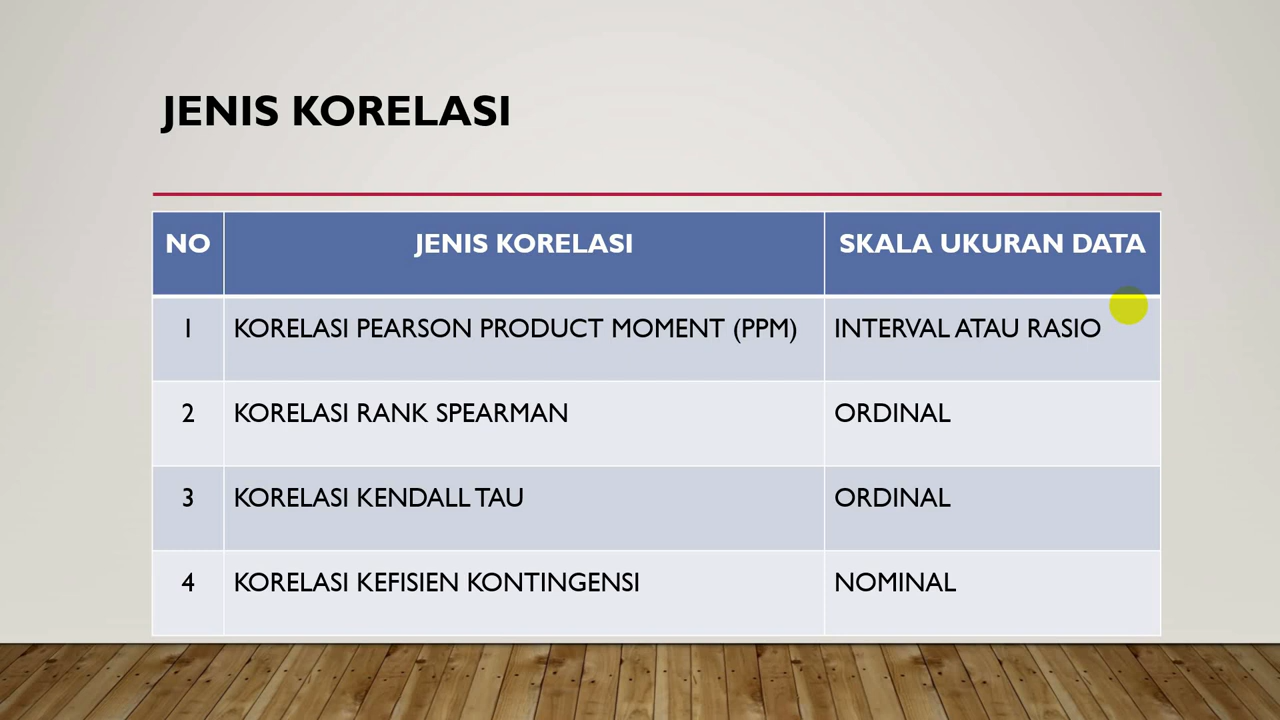 JENIS KORELASI
NO JENIS KORELASI SKALA UKURAN DATA
1 KORELASI PEARSON PRODUCT MOMENT (PPM) INTERVAL ATAU RASIO
2 KORELASI RANK SPEARMAN ORDINAL
3 KORELASI KENDALL TAU ORDINAL
4 KORELASI KEFISIEN KONTINGENSI NOMINAL